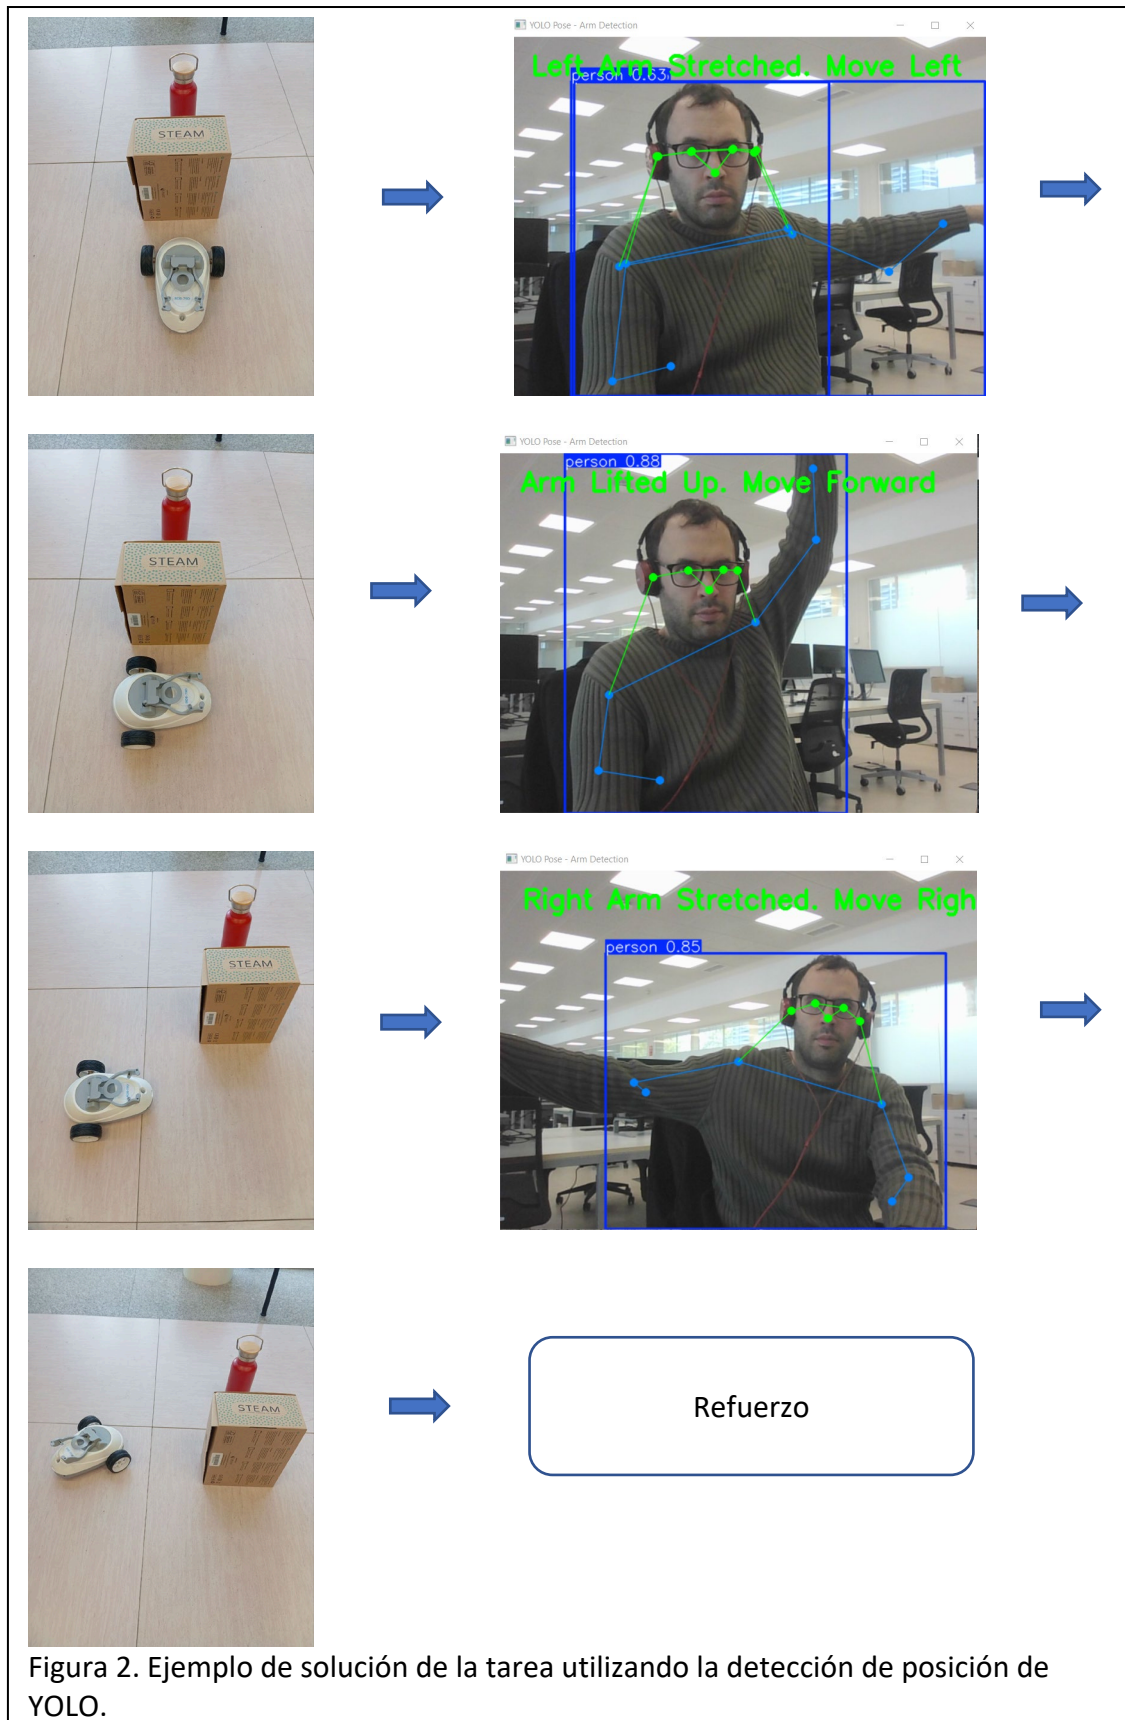 YOLO Pose - Arm Detection
Left Arm Stretched. Move Left
person 0.63
STEAM
YOLO Pose - Arm Detection
person 0.88
Arm Lifted Up. Move Forward
STEAM
YOLO Pose - Arm Detection
Right Arm Stretched. Move Righ
person 0.85
STEAM
STEAM
Refuerzo
Figura 2. Ejemplo de solución de la tarea utilizando la detección de posición de
YOLO.